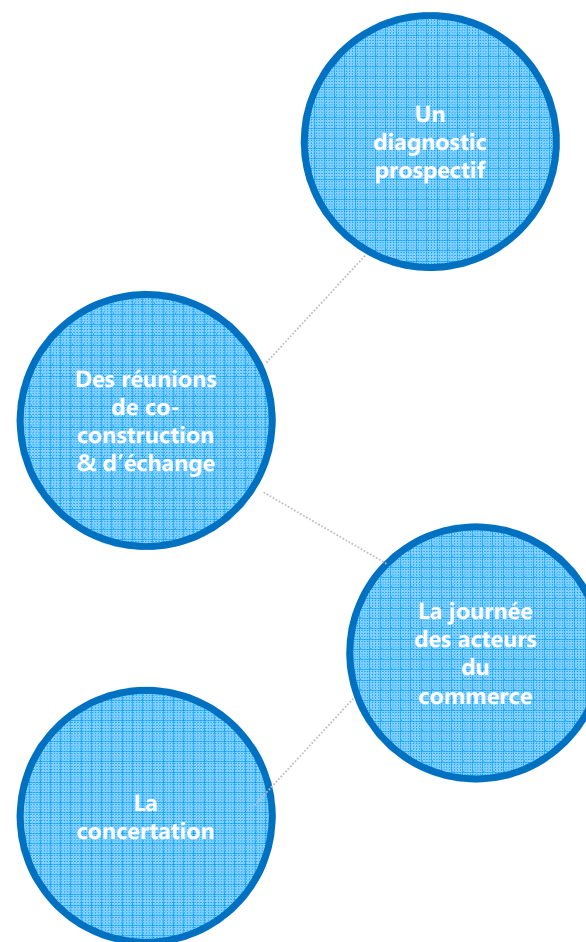 Un
diagnostic
prospectif
Des réunions
de co-
construction
& d'échange
La journée
des acteurs
du
commerce
La
concertation